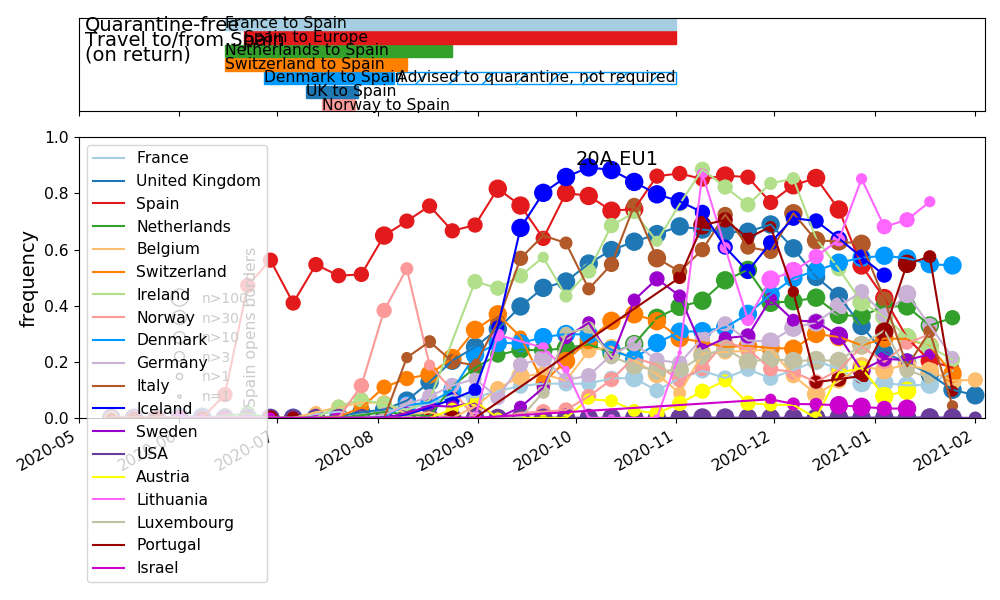 Quarantine-free
Travel to/from Spain
(on return)
France to Spain
Spain to Europe
Netherlands to Spain
Switzerland to Spain
Denmark to Spain
Advised to quarantine, not required
UK to Spain
Norway to Spain
20A.EU1
frequency
1.0
0.8
0.6
0.4
0.2
0.0
France
United Kingdom
Spain
Netherlands
Belgium
Switzerland
Ireland
Norway
Denmark
Germany
Italy
Iceland
Sweden
USA
Austria
Lithuania
Luxembourg
Portugal
Israel
n>100
n>30
n>10
n>3
n>1
n=1
Spain opens borders
2020-05
2020-06
2020-07
2020-08
2020-09
2020-10
2020-11
2020-12
2021-01
2021-02